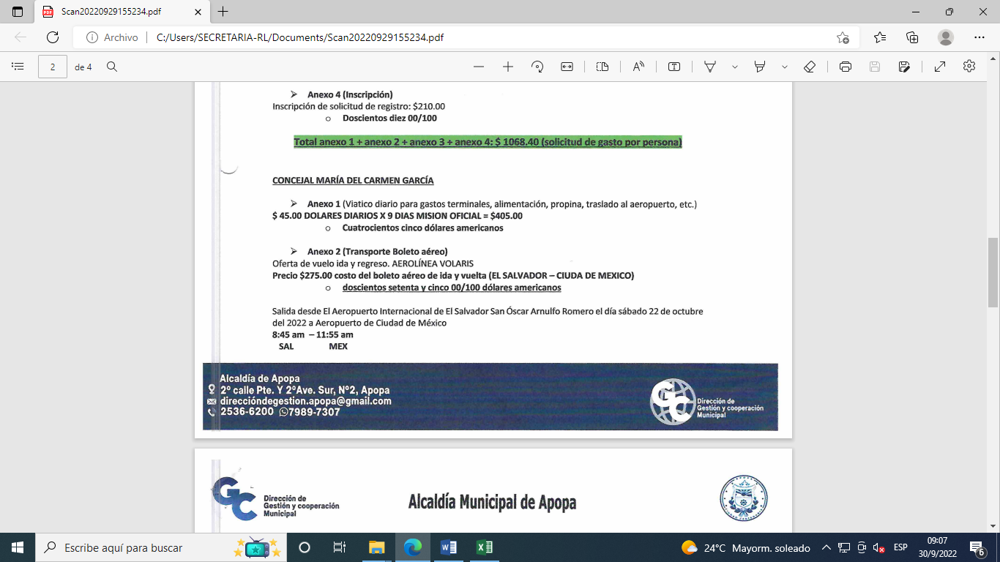 Scan20220929155234.pdf
Archivo
C:/Users/SECRETARIA-RL/Documents/Scan20220929155234.pdf
2
de 4
➢ Anexo 4 (Inscripción)
Inscripción de solicitud de registro: $210.00
o Doscientos diez 00/100
Total anexo 1 + anexo 2 + anexo 3 + anexo 4: $ 1068.40 (solicitud de gasto por persona)
CONCEJAL MARÍA DEL CARMEN GARCÍA
➢ Anexo 1 (Viatico diario para gastos terminales, alimentación, propina, traslado al aeropuerto, etc.)
$ 45.00 DOLARES DIARIOS X 9 DIAS MISION OFICIAL = $405.00
o Cuatrocientos cinco dólares americanos
➢ Anexo 2 (Transporte Boleto aéreo)
Oferta de vuelo ida y regreso. AEROLÍNEA VOLARIS
Precio $275.00 costo del boleto aéreo de ida y vuelta (EL SALVADOR – CIUDA DE MEXICO)
o doscientos setenta y cinco 00/100 dólares americanos
Salida desde El Aeropuerto Internacional de El Salvador San Óscar Arnulfo Romero el día sábado 22 de octubre
del 2022 a Aeropuerto de Ciudad de México
8:45 am – 11:55 am
SAL MEX
Alcaldía de Apopa
2º calle Pte. Y 2ºAve. Sur, Nº2, Apopa
direccióndegestion.apopa@gmail.com
2536-6200 7989-7307
GC
Dirección de
Gestión y cooperación
Municipal
GC
Dirección de
Gestión y cooperación
Municipal
Alcaldía Municipal de Apopa
Escribe aquí para buscar
24°C Mayorm. soleado
ESP
09:07
30/9/2022
6